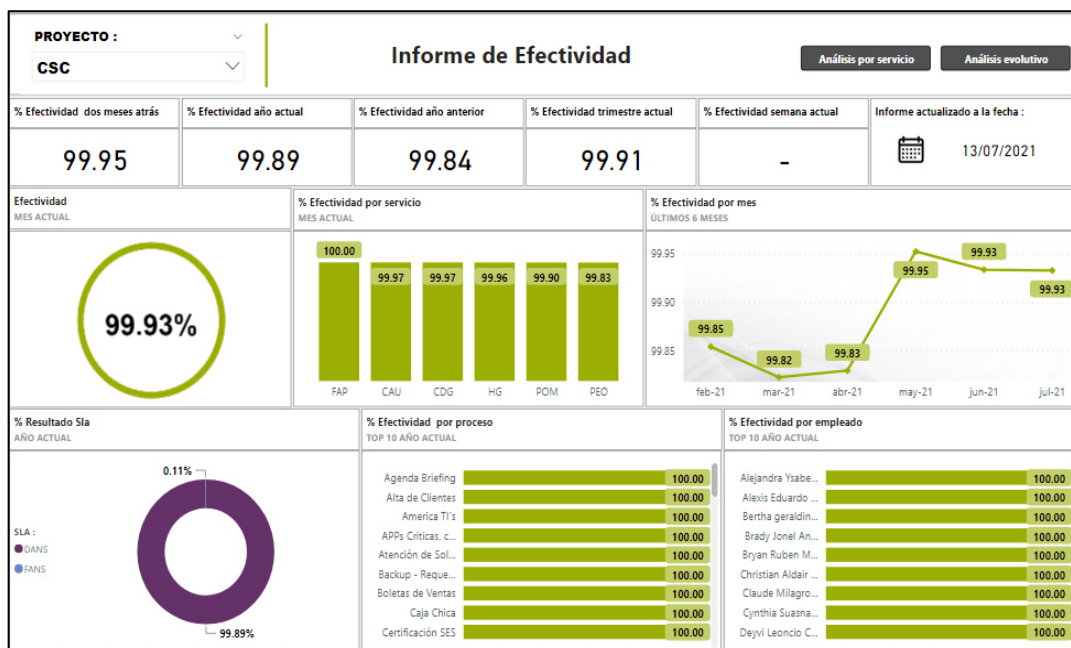 PROYECTO :
CSC
Informe de Efectividad
Análisis por servicio
Análisis evolutivo
% Efectividad dos meses atrás
% Efectividad año actual
% Efectividad año anterior
% Efectividad trimestre actual
% Efectividad semana actual
Informe actualizado a la fecha :
99.95
99.89
99.84
99.91
-
13/07/2021
Efectividad
MES ACTUAL
99.93%
% Efectividad por servicio
MES ACTUAL
100.00
99.97
99.97
99.96
99.90
99.83
FAP
CAU
CDG
HG
POM
PEO
% Efectividad por mes
ÚLTIMOS 6 MESES
99.95
99.90
99.85
99.85
99.82
99.83
99.95
99.93
99.93
feb-21
mar-21
abr-21
may-21
jun-21
jul-21
% Resultado Sla
AÑO ACTUAL
0.11%
SLA :
DANS
FANS
99.89%
% Efectividad por proceso
TOP 10 AÑO ACTUAL
Agenda Briefing 100.00
Alta de Clientes 100.00
America TI's 100.00
APPs Criticas, c... 100.00
Atención de Sol... 100.00
Backup - Reque... 100.00
Boletas de Ventas 100.00
Caja Chica 100.00
Certificación SES 100.00
% Efectividad por empleado
TOP 10 AÑO ACTUAL
Alejandra Ysabe... 100.00
Alexis Eduardo ... 100.00
Bertha geraldin... 100.00
Brady Jonel An... 100.00
Bryan Ruben M... 100.00
Christian Aldair ... 100.00
Claude Milagro... 100.00
Cynthia Suasna... 100.00
Deyvi Leoncio C... 100.00